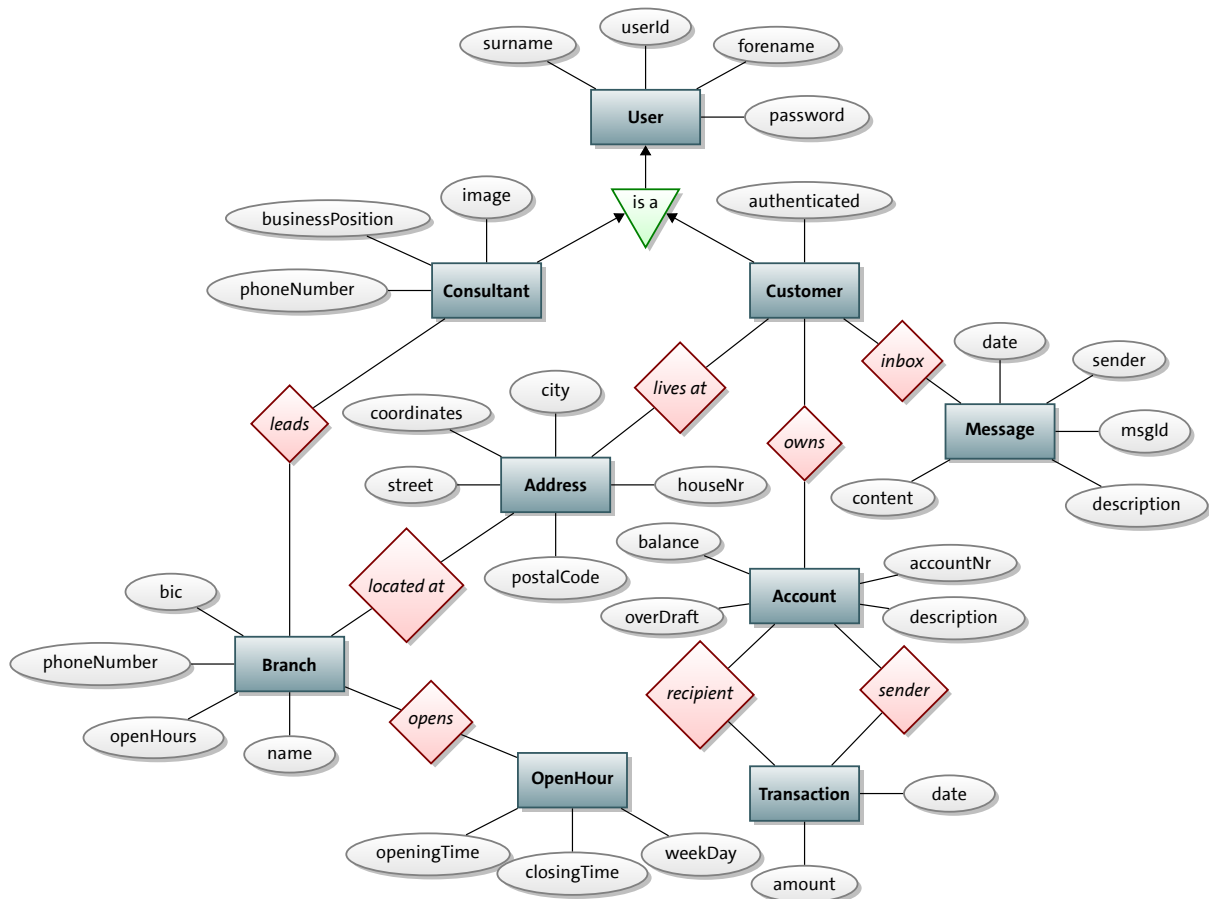 userId
surname
forename
User
password
image
is a
authenticated
businessPosition
phoneNumber
Consultant
Customer
date
inbox
sender
lives at
city
coordinates
leads
Message
msgId
owns
street
Address
houseNr
content
description
balance
accountNr
postalCode
located at
bic
Account
overDraft
description
phoneNumber
Branch
recipient
sender
opens
openHours
name
OpenHour
Transaction
date
openingTime
closingTime
weekDay
amount